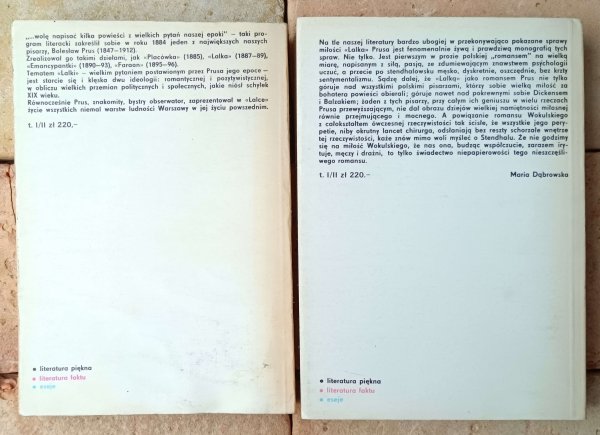 „...wolę napisać kilka powieści z wielkich pytań naszej epoki” – taki pro-
gram literacki zakreślił sobie w roku 1884 jeden z największych naszych
pisarzy, Bolesław Prus (1847–1912).
Zrealizował go takimi dziełami, jak «Placówka» (1885), «Lalka» (1887–89),
«Emancypantki» (1890–93), «Faraon» (1895–96).
Tematem «Lalki» – wielkim pytaniem postawionym przez Prusa jego epoce –
jest starcie się i klęska dwu ideologii: romantycznej i pozytywistycznej,
w obliczu wielkich przemian politycznych i społecznych, jakie niósł schyłek
XIX wieku.
Równocześnie Prus, znakomity, bystry obserwator, zaprezentował w «Lalce»
życie wszystkich niemal warstw ludności Warszawy w jej życiu powszednim.
t. I/II zł 220,–
• literatura piękna
• literatura faktu
• eseje
Na tle naszej literatury bardzo ubogiej w przekonywająco pokazane sprawy
miłości «Lalka» Prusa jest fenomenalnie żywą i prawdziwą monografią tych
spraw. Nie tylko. Jest pierwszym w prozie polskiej „romansem” na wielką
miarę, napisanym z siłą, pasją, ze zdumiewającym znawstwem psychologii
uczuć, a przecie po stendhalowsku męsko, dyskretnie, oszczędnie, bez krzty
sentymentalizmu. Sądzę dalej, że «Lalką» jako romansem Prus nie tylko
góruje nad wszystkimi polskimi pisarzami, którzy sobie wielką miłość za
bohatera powieści obierali; góruje nawet nad pokrewnymi sobie Dickensem
i Balzakiem; żaden z tych pisarzy, przy całym ich geniuszu w wielu rzeczach
Prusa przewyższającym, nie dał obrazu dziejów wielkiej namiętności miłosnej
równie przejmującego i mocnego. A powiązanie romansu Wokulskiego
z całokształtem ówczesnej rzeczywistości tak ścisłe, że wszystkie jego pery-
petie, niby okrutny lancet chirurga, odsłaniają bez reszty schorzałe wnętrze
tej rzeczywistości, każe znów mimo woli myśleć o Stendhalu. Że nie godzimy
się na miłość Wokulskiego, że nas ona, budząc współczucie, zarazem iry-
tuje, męczy i drażni, to tylko świadectwo niepapierowości tego nieszczęśli-
wego romansu.
t. I/II zł 220.–
Maria Dąbrowska
• literatura piękna
• literatura faktu
• eseje